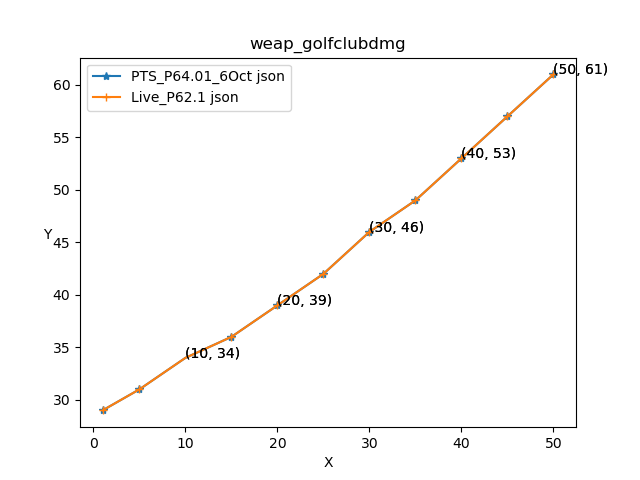 weap_golfclubdmg
PTS_P64.01_6Oct json
Live_P62.1 json
(50, 61)
(40, 53)
(30, 46)
(20, 39)
(10, 34)
60
55
50
45
40
35
30
Y
0 10 20 30 40 50
X